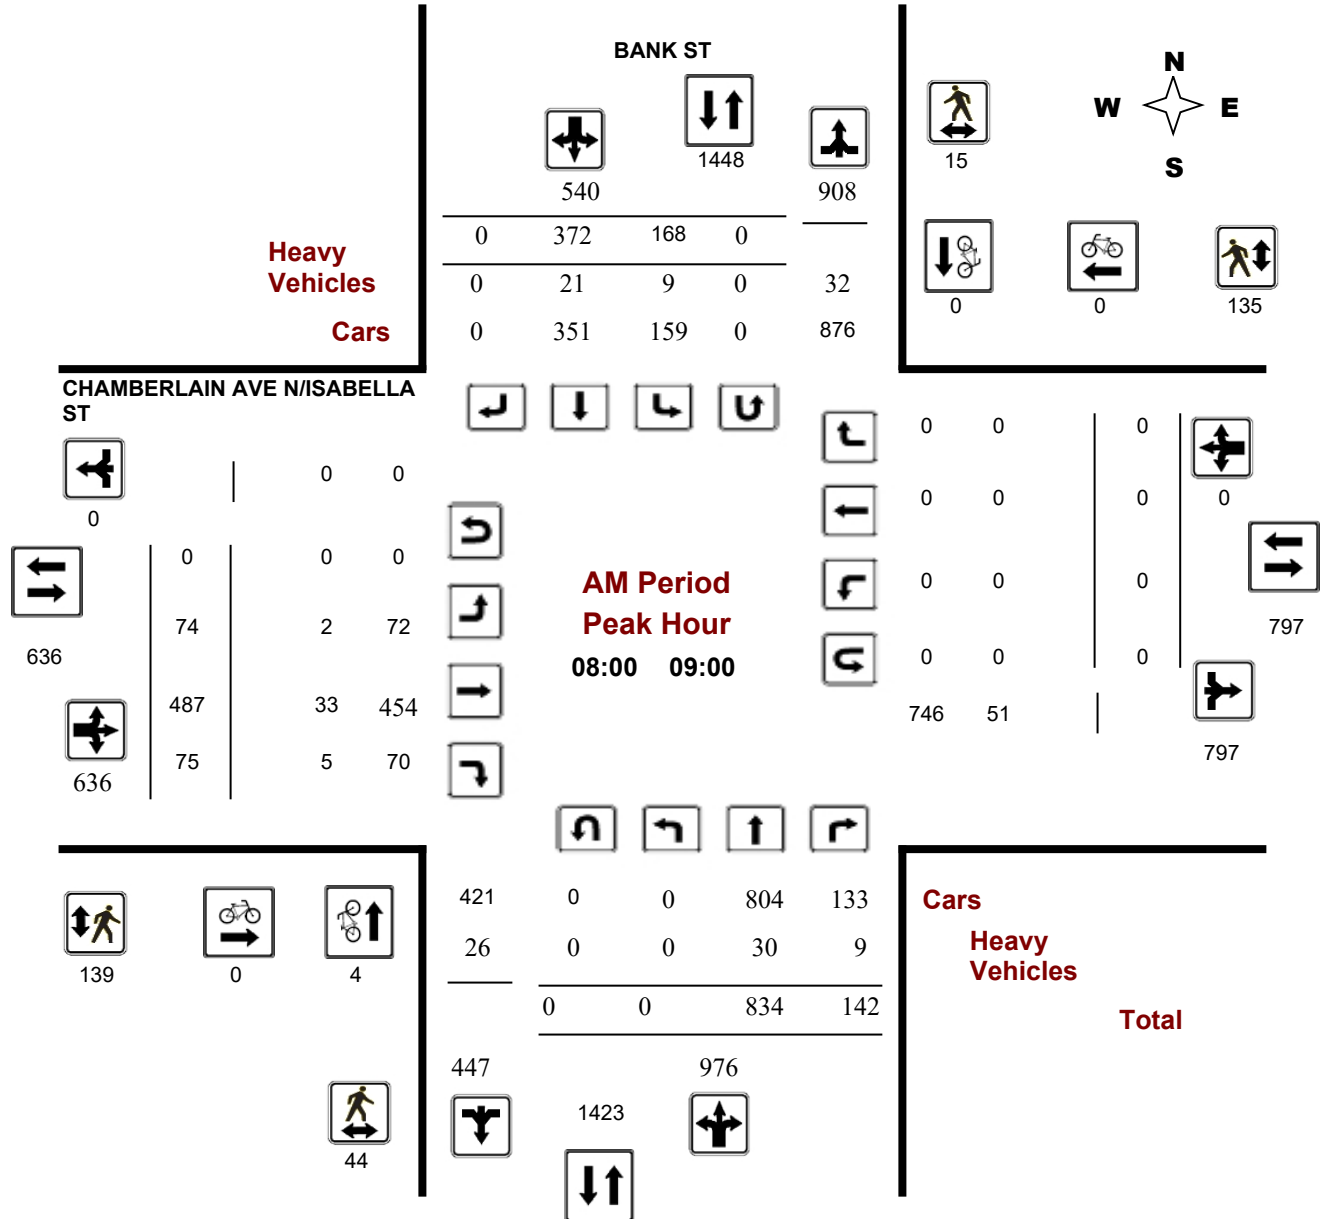 BANK ST
N
W E
S
1448
15
540
908
0 372 168 0
Heavy
Vehicles
0 21 9 0 32
0 0 135
Cars
0 351 159 0 876
CHAMBERLAIN AVE N/ISABELLA
ST
0 0 0
0 0
0 0 0 0
0
0 0 0
0 0 0
AM Period
Peak Hour
74 2 72
797
636
08:00 09:00
0 0 0
487 33 454
746 51
75 5 70
797
636
421 0 0 804 133
Cars
26 0 0 30 9
Heavy
Vehicles
139 0 4
0 0 834 142
Total
447 976
1423
44